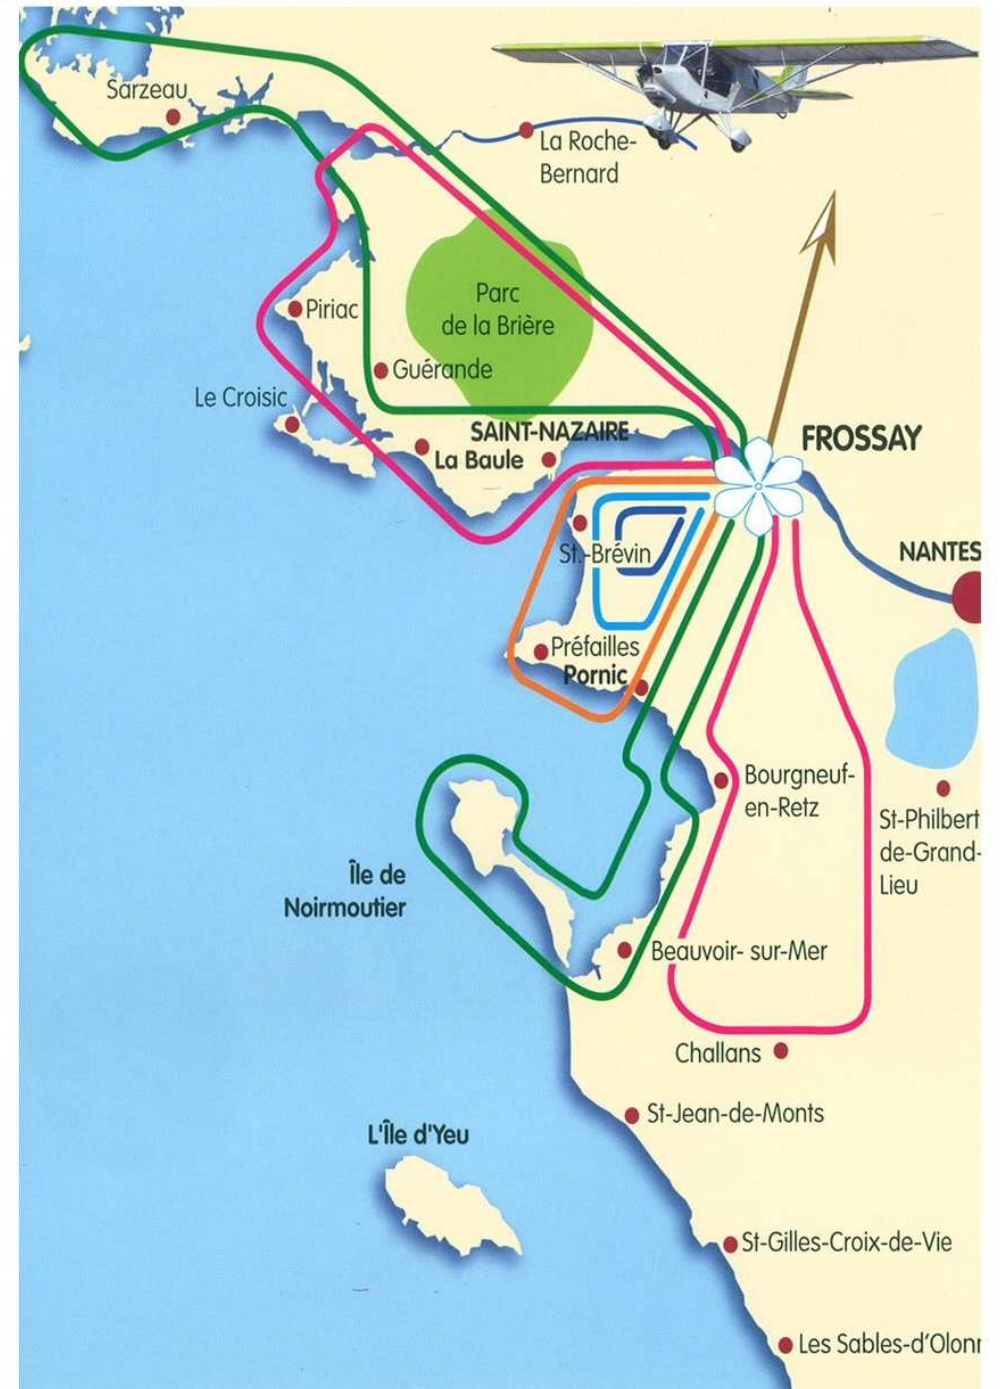 Sarzeau
La Roche-
Bernard
Parc
de la Brière
Piriac
Guérande
Le Croisic
SAINT-NAZAIRE
La Baule
FROSSAY
St.-Brévin
NANTES
Préfailles
Pornic
Bourgneuf-
en-Retz
St-Philbert
de-Grand-
Lieu
Île de
Noirmoutier
Beauvoir- sur-Mer
Challans
St-Jean-de-Monts
L'Île d'Yeu
St-Gilles-Croix-de-Vie
Les Sables-d'Olonn